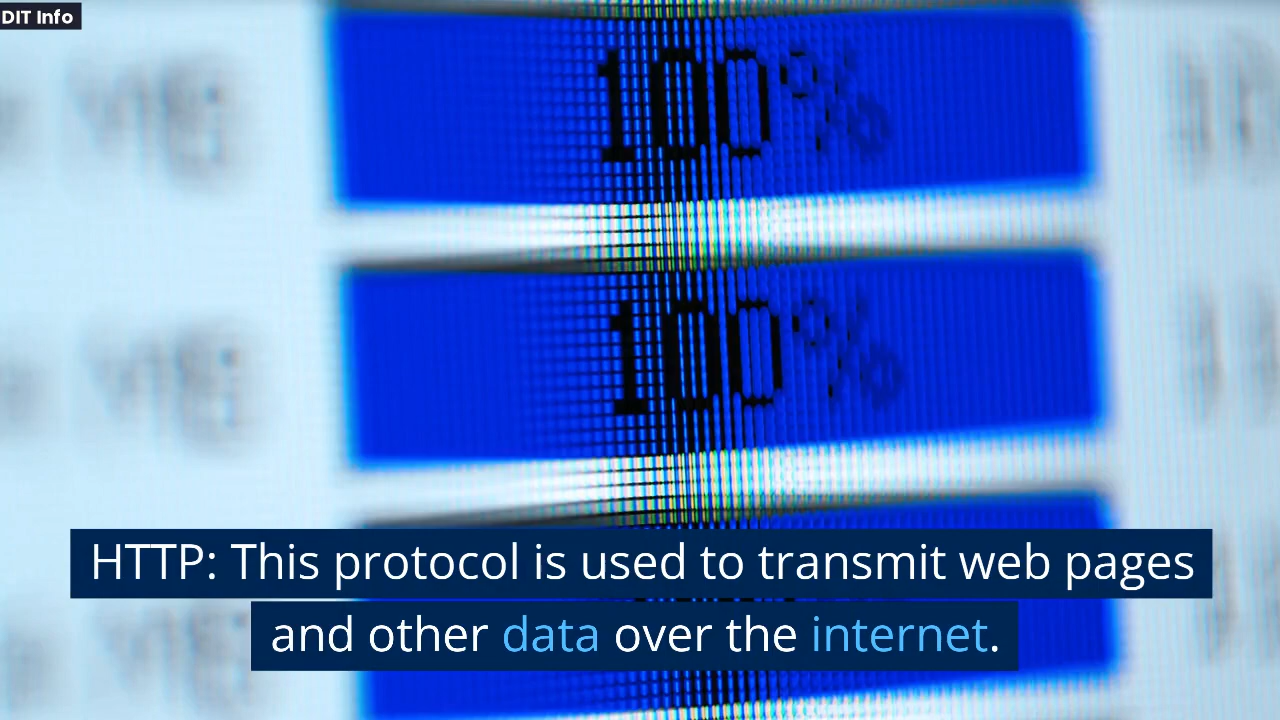 DIT Info
100%
100%
HTTP: This protocol is used to transmit web pages
and other data over the internet.